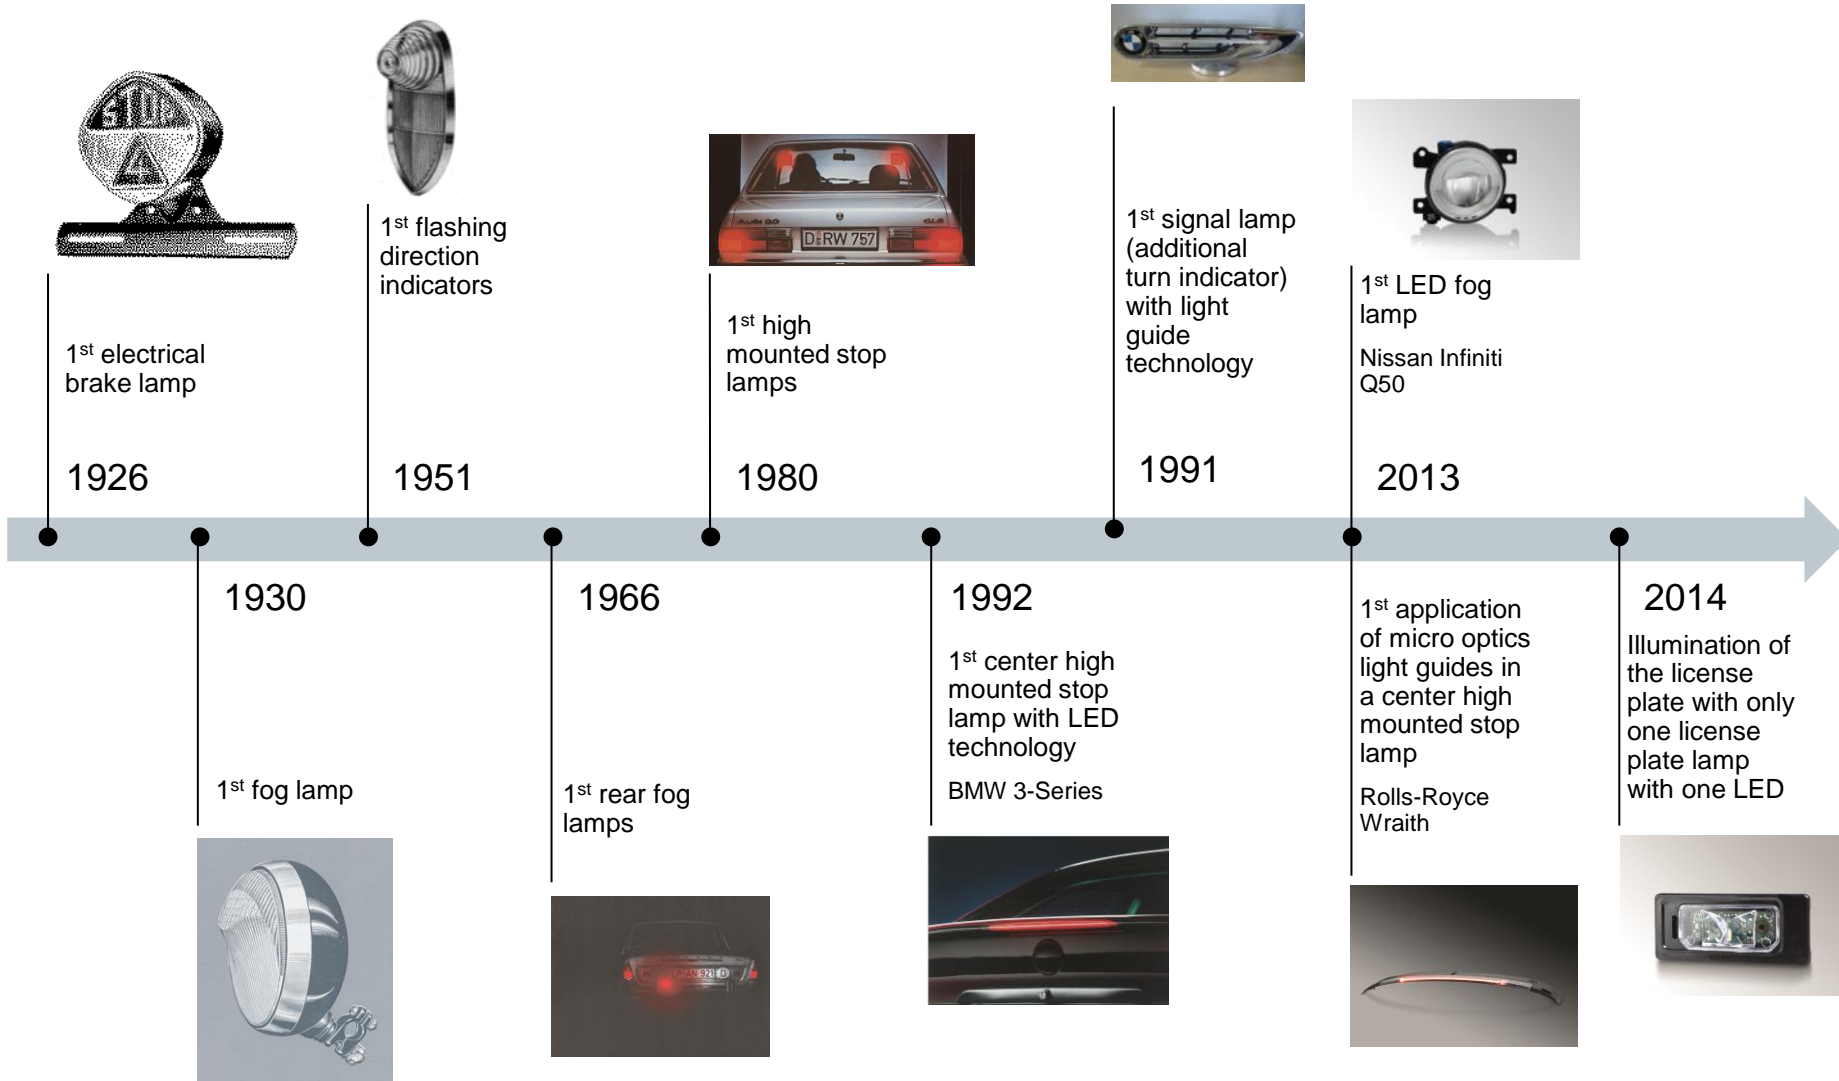 STOP
1st electrical
brake lamp
1926
1930
1st fog lamp
1st flashing
direction
indicators
1951
1966
1st rear fog
lamps
AUDI 80
GLS
D RW 757
1st high
mounted stop
lamps
1980
1992
1st center high
mounted stop
lamp with LED
technology
BMW 3-Series
1st signal lamp
(additional
turn indicator)
with light
guide
technology
1991
1st LED fog
lamp
Nissan Infiniti
Q50
2013
1st application
of micro optics
light guides in
a center high
mounted stop
lamp
Rolls-Royce
Wraith
2014
Illumination of
the license
plate with only
one license
plate lamp
with one LED